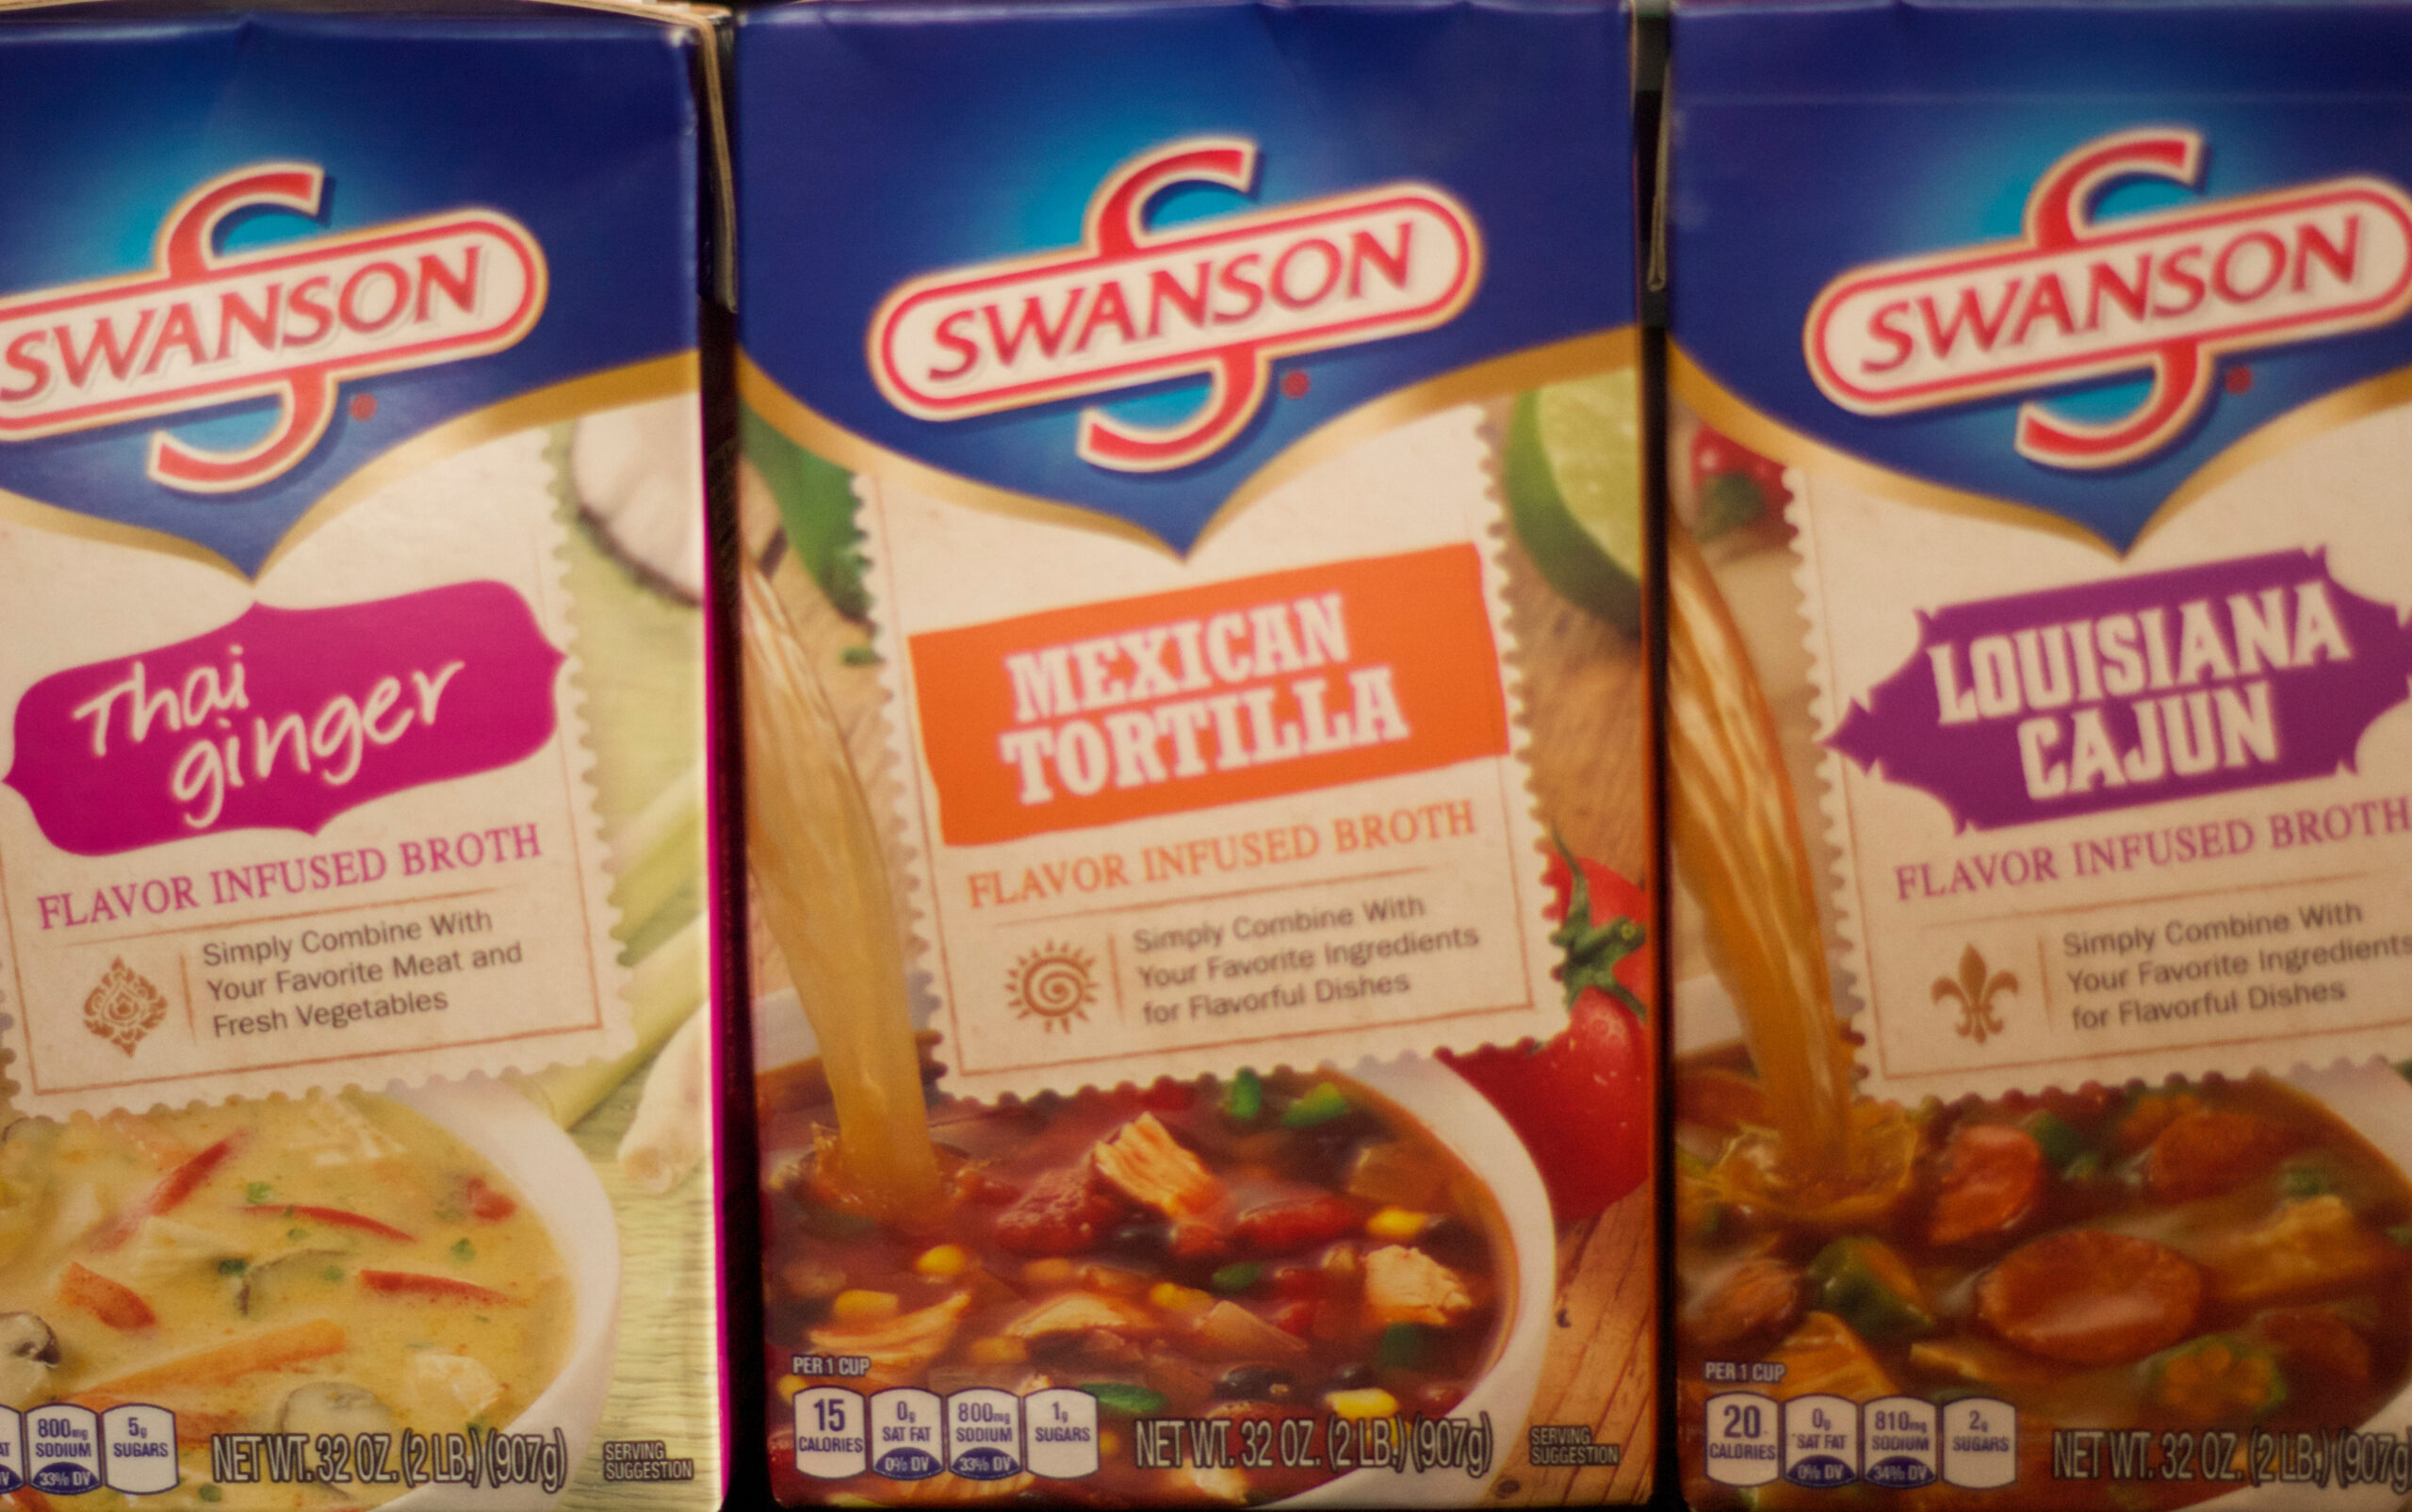 S
SWANSON
Thai
ginger
FLAVOR INFUSED BROTH
Simply Combine With
Your Favorite Meat and
Fresh Vegetables
800mg
SODIUM
33% DV
5g
SUGARS
NET WT. 32 OZ. (2 LB.) (907g)
SERVING
SUGGESTION
S
SWANSON
MEXICAN
TORTILLA
FLAVOR INFUSED BROTH
Simply Combine With
Your Favorite Ingredients
for Flavorful Dishes
PER 1 CUP
15
CALORIES
0g
SAT FAT
0% DV
800mg
SODIUM
33% DV
1g
SUGARS
NET WT. 32 OZ. (2 LB.) (907g)
SERVING
SUGGESTION
S
SWANSON
LOUISIANA
CAJUN
FLAVOR INFUSED BROTH
Simply Combine With
Your Favorite Ingredients
for Flavorful Dishes
PER 1 CUP
20
CALORIES
0g
SAT FAT
0% DV
810mg
SODIUM
34% DV
2g
SUGARS
NET WT. 32 OZ. (2 LB.) (907g)